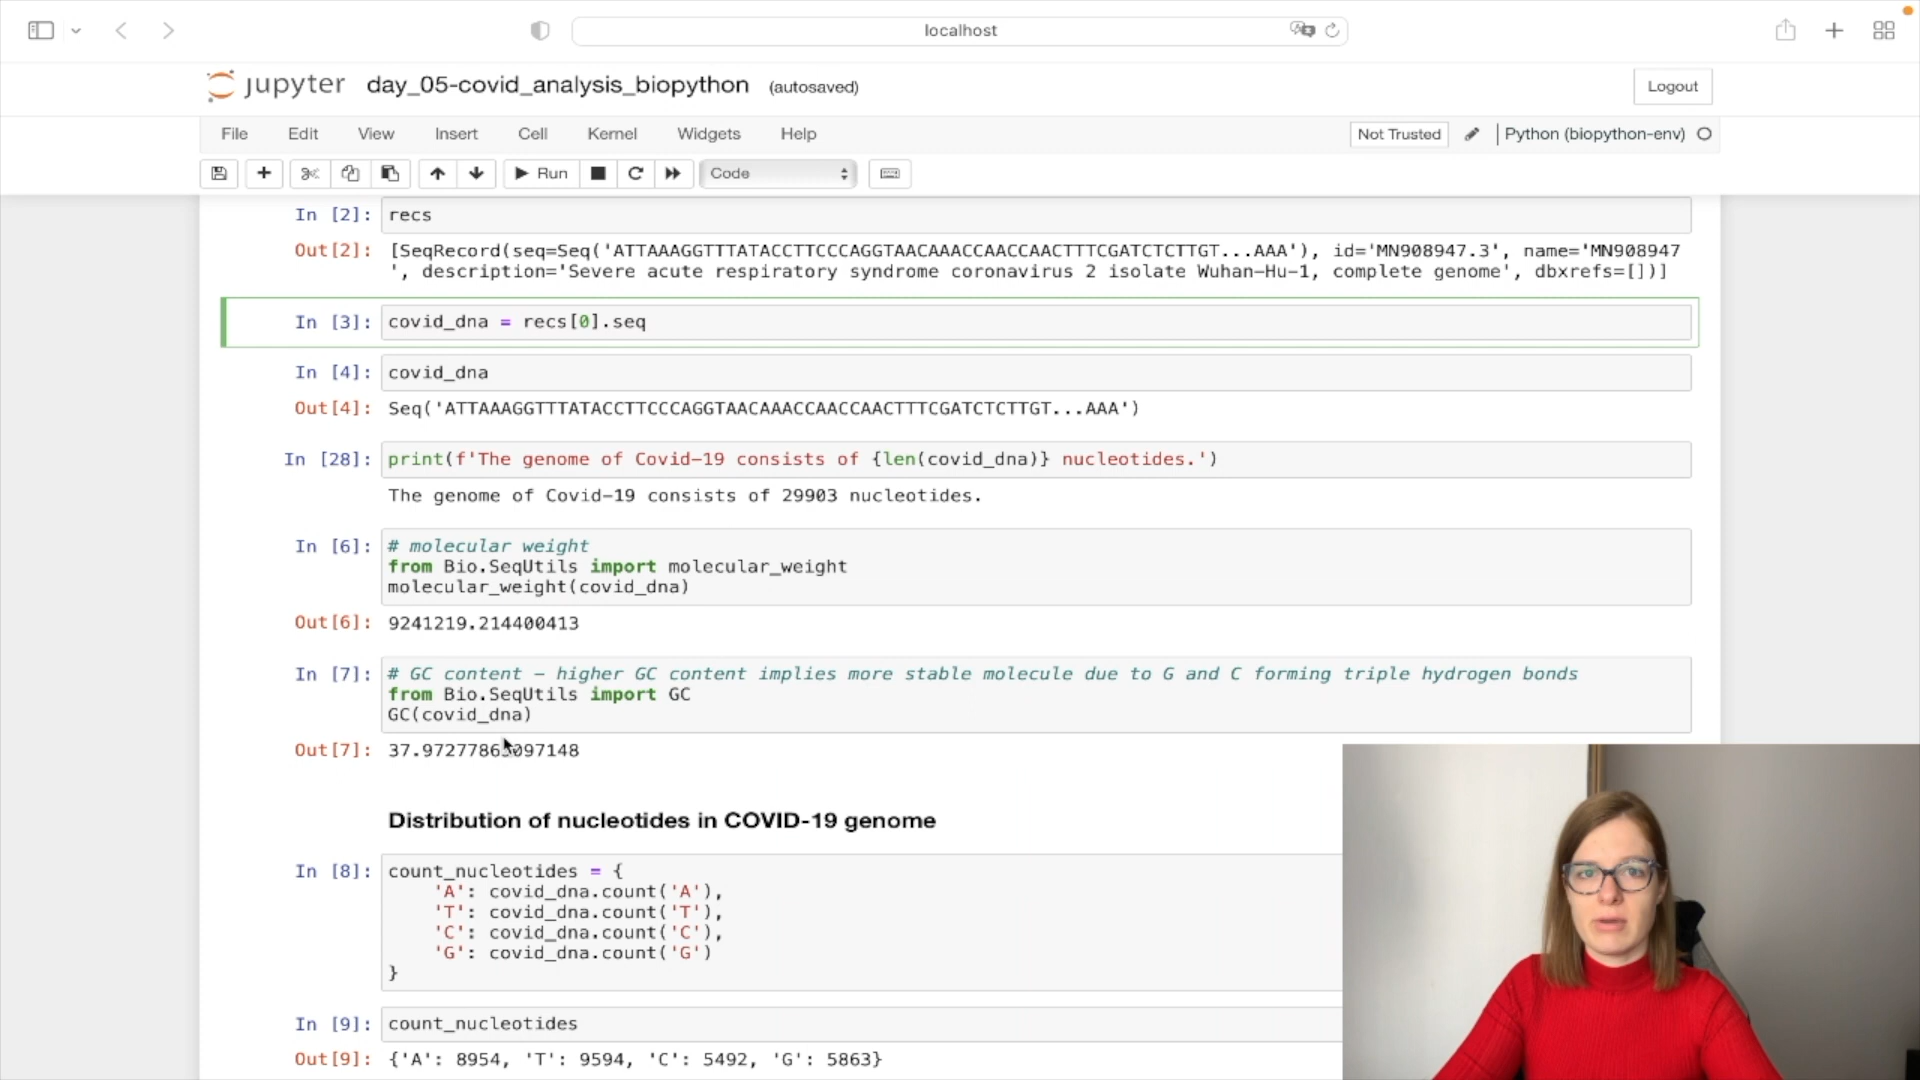 localhost
jupyter day_05-covid_analysis_biopython (autosaved)
Logout
File Edit View Insert Cell Kernel Widgets Help
Not Trusted
Python (biopython-env)
Run
Code
In [2]: recs
Out[2]: [SeqRecord(seq=Seq('ATTAAAGGTTTATACCTTCCCAGGTAACAAACCAACCAACTTTCGATCTCTTGT...AAA'), id='MN908947.3', name='MN908947
', description='Severe acute respiratory syndrome coronavirus 2 isolate Wuhan-Hu-1, complete genome', dbxrefs=[])]
In [3]: covid_dna = recs[0].seq
In [4]: covid_dna
Out[4]: Seq('ATTAAAGGTTTATACCTTCCCAGGTAACAAACCAACCAACTTTCGATCTCTTGT...AAA')
In [28]: print(f'The genome of Covid-19 consists of {len(covid_dna)} nucleotides.')
The genome of Covid-19 consists of 29903 nucleotides.
In [6]: # molecular weight
from Bio.SeqUtils import molecular_weight
molecular_weight(covid_dna)
Out[6]: 9241219.214400413
In [7]: # GC content – higher GC content implies more stable molecule due to G and C forming triple hydrogen bonds
from Bio.SeqUtils import GC
GC(covid_dna)
Out[7]:
Distribution of nucleotides in COVID-19 genome
In [8]: count_nucleotides = {
'A': covid_dna.count('A'),
'T': covid_dna.count('T'),
'C': covid_dna.count('C'),
'G': covid_dna.count('G')
}
In [9]: count_nucleotides
Out[9]: {'A': 8954, 'T': 9594, 'C': 5492, 'G': 5863}